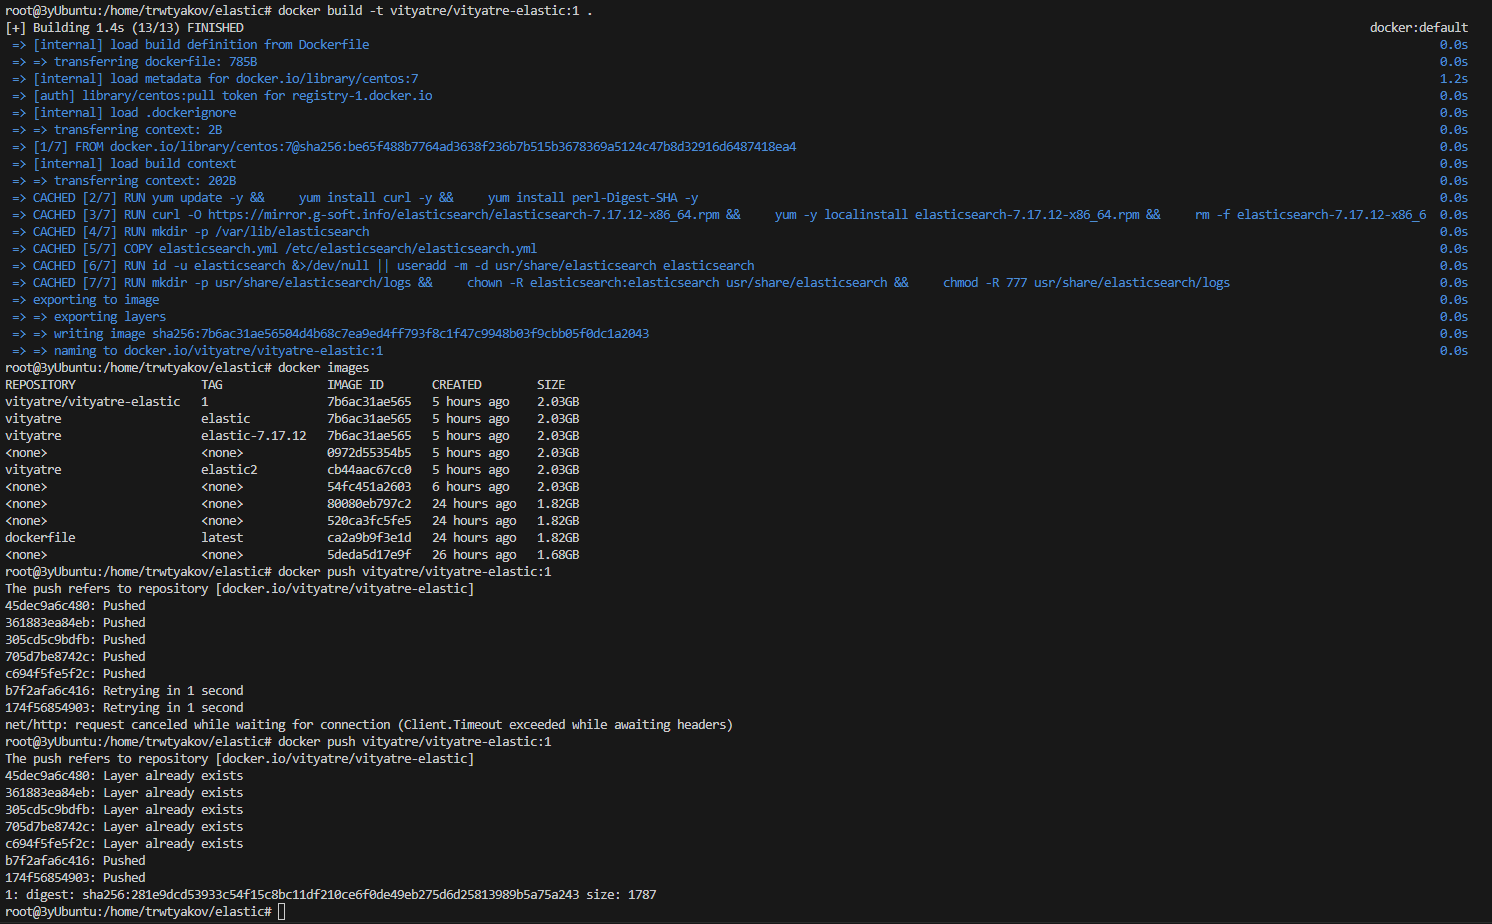 root@3yUbuntu:/home/trwtyakov/elastic# docker build -t vityatre/vityatre-elastic:1 .
[+] Building 1.4s (13/13) FINISHED docker:default
=> [internal] load build definition from Dockerfile 0.0s
=> => transferring dockerfile: 785B 0.0s
=> [internal] load metadata for docker.io/library/centos:7 1.2s
=> [auth] library/centos:pull token for registry-1.docker.io 0.0s
=> [internal] load .dockerignore 0.0s
=> => transferring context: 2B 0.0s
=> [1/7] FROM docker.io/library/centos:7@sha256:be65f488b7764ad3638f236b7b515b3678369a5124c47b8d32916d6487418ea4 0.0s
=> [internal] load build context 0.0s
=> => transferring context: 202B 0.0s
=> CACHED [2/7] RUN yum update -y &&     yum install curl -y &&     yum install perl-Digest-SHA -y 0.0s
=> CACHED [3/7] RUN curl -O https://mirror.g-soft.info/elasticsearch/elasticsearch-7.17.12-x86_64.rpm &&     yum -y localinstall elasticsearch-7.17.12-x86_64.rpm &&     rm -f elasticsearch-7.17.12-x86_6 0.0s
=> CACHED [4/7] RUN mkdir -p /var/lib/elasticsearch 0.0s
=> CACHED [5/7] COPY elasticsearch.yml /etc/elasticsearch/elasticsearch.yml 0.0s
=> CACHED [6/7] RUN id -u elasticsearch &>/dev/null || useradd -m -d usr/share/elasticsearch elasticsearch 0.0s
=> CACHED [7/7] RUN mkdir -p usr/share/elasticsearch/logs &&     chown -R elasticsearch:elasticsearch usr/share/elasticsearch &&     chmod -R 777 usr/share/elasticsearch/logs 0.0s
=> exporting to image 0.0s
=> => exporting layers 0.0s
=> => writing image sha256:7b6ac31ae56504d4b68c7ea9ed4ff793f8c1f47c9948b03f9cbb05f0dc1a2043 0.0s
=> => naming to docker.io/vityatre/vityatre-elastic:1 0.0s
root@3yUbuntu:/home/trwtyakov/elastic# docker images
REPOSITORY TAG IMAGE ID CREATED SIZE
vityatre/vityatre-elastic 1 7b6ac31ae565 5 hours ago 2.03GB
vityatre elastic 7b6ac31ae565 5 hours ago 2.03GB
vityatre elastic-7.17.12 7b6ac31ae565 5 hours ago 2.03GB
<none> <none> 0972d55354b5 5 hours ago 2.03GB
vityatre elastic2 cb44aac67cc0 5 hours ago 2.03GB
<none> <none> 54fc451a2603 6 hours ago 2.03GB
<none> <none> 80080eb797c2 24 hours ago 1.82GB
<none> <none> 520ca3fc5fe5 24 hours ago 1.82GB
dockerfile latest ca2a9b9f3e1d 24 hours ago 1.82GB
<none> <none> 5deda5d17e9f 26 hours ago 1.68GB
root@3yUbuntu:/home/trwtyakov/elastic# docker push vityatre/vityatre-elastic:1
The push refers to repository [docker.io/vityatre/vityatre-elastic]
45dec9a6c480: Pushed
361883ea84eb: Pushed
305cd5c9bdfb: Pushed
705d7be8742c: Pushed
c694f5fe5f2c: Pushed
b7f2afa6c416: Retrying in 1 second
174f56854903: Retrying in 1 second
net/http: request canceled while waiting for connection (Client.Timeout exceeded while awaiting headers)
root@3yUbuntu:/home/trwtyakov/elastic# docker push vityatre/vityatre-elastic:1
The push refers to repository [docker.io/vityatre/vityatre-elastic]
45dec9a6c480: Layer already exists
361883ea84eb: Layer already exists
305cd5c9bdfb: Layer already exists
705d7be8742c: Layer already exists
c694f5fe5f2c: Layer already exists
b7f2afa6c416: Pushed
174f56854903: Pushed
1: digest: sha256:281e9dcd53933c54f15c8bc11df210ce6f0de49eb275d6d25813989b5a75a243 size: 1787
root@3yUbuntu:/home/trwtyakov/elastic#